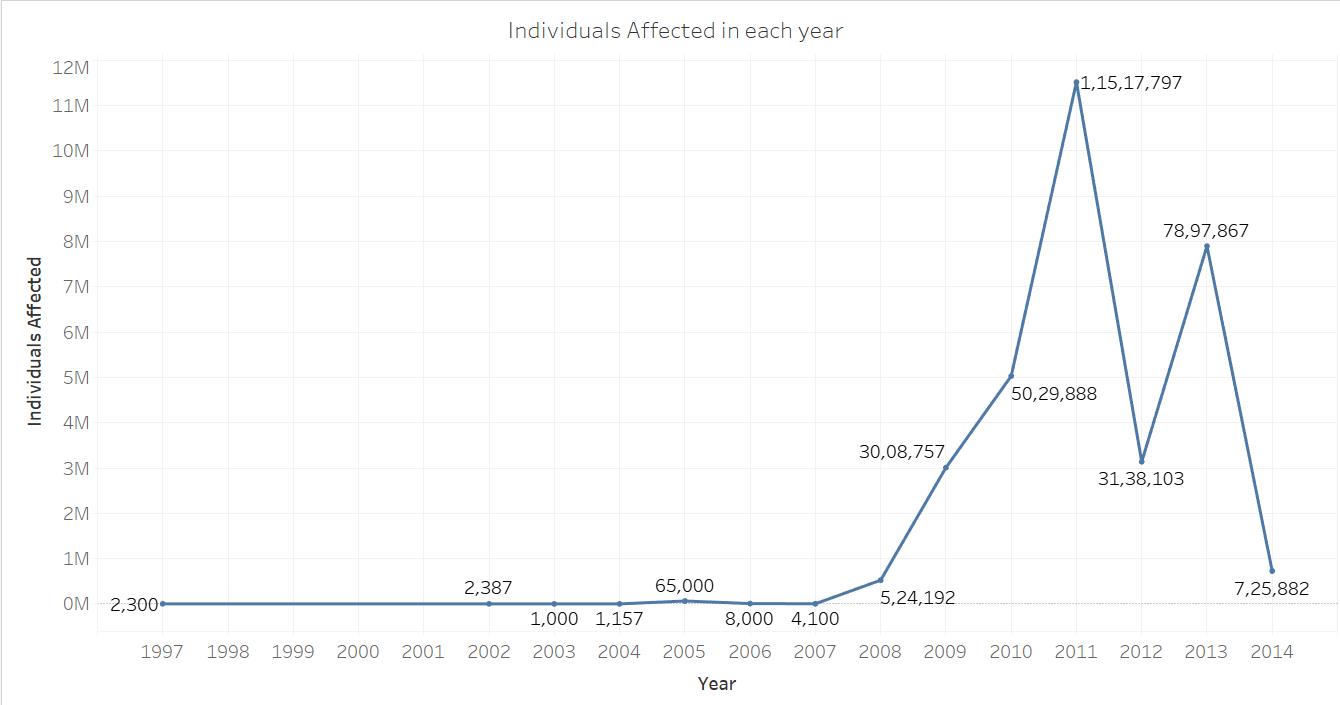 Individuals Affected in each year
12M
11M
10M
9M
8M
7M
6M
5M
4M
3M
2M
1M
0M
Individuals Affected
1,15,17,797
78,97,867
50,29,888
30,08,757
31,38,103
2,300
2,387
1,000
1,157
65,000
8,000
4,100
5,24,192
7,25,882
1997 1998 1999 2000 2001 2002 2003 2004 2005 2006 2007 2008 2009 2010 2011 2012 2013 2014
Year